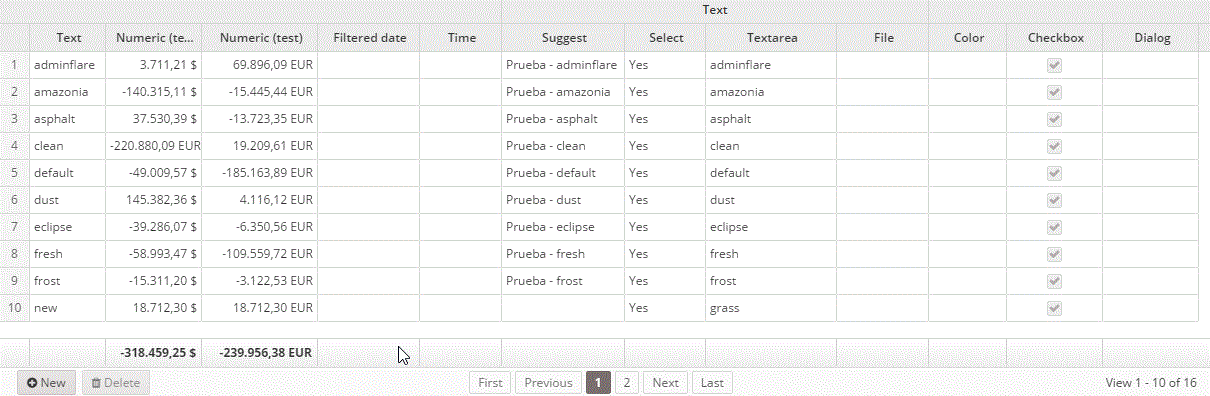 Text
Text Numeric (te... Numeric (test) Filtered date Time Suggest Select Textarea File Color Checkbox Dialog
1 adminflare 3.711,21 $ 69.896,09 EUR Prueba - adminflare Yes adminflare
2 amazonia -140.315,11 $ -15.445,44 EUR Prueba - amazonia Yes amazonia
3 asphalt 37.530,39 $ -13.723,35 EUR Prueba - asphalt Yes asphalt
4 clean -220.880,09 EUR 19.209,61 EUR Prueba - clean Yes clean
5 default -49.009,57 $ -185.163,89 EUR Prueba - default Yes default
6 dust 145.382,36 $ 4.116,12 EUR Prueba - dust Yes dust
7 eclipse -39.286,07 $ -6.350,56 EUR Prueba - eclipse Yes eclipse
8 fresh -58.993,47 $ -109.559,72 EUR Prueba - fresh Yes fresh
9 frost -15.311,20 $ -3.122,53 EUR Prueba - frost Yes frost
10 new 18.712,30 $ 18.712,30 EUR Yes grass
-318.459,25 $ -239.956,38 EUR
New Delete First Previous 1 2 Next Last View 1 - 10 of 16